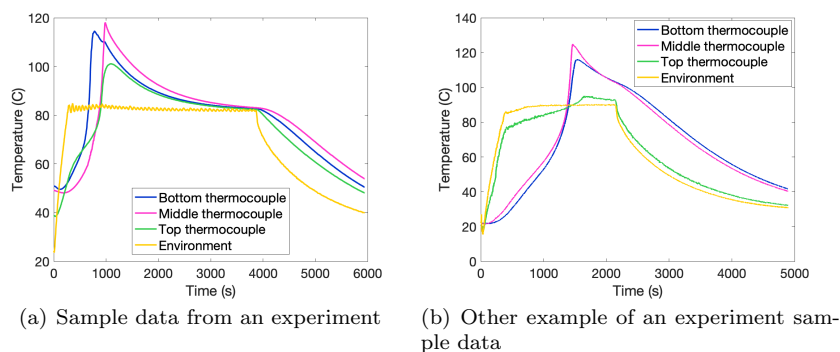 120
100
80
60
40
20
Temperature (C)
Bottom thermocouple
Middle thermocouple
Top thermocouple
Environment
0 1000 2000 3000 4000 5000 6000
Time (s)
(a) Sample data from an experiment
140
120
100
80
60
40
20
0
Temperature (C)
Bottom thermocouple
Middle thermocouple
Top thermocouple
Environment
0 1000 2000 3000 4000 5000
Time (s)
(b) Other example of an experiment sam-
ple data